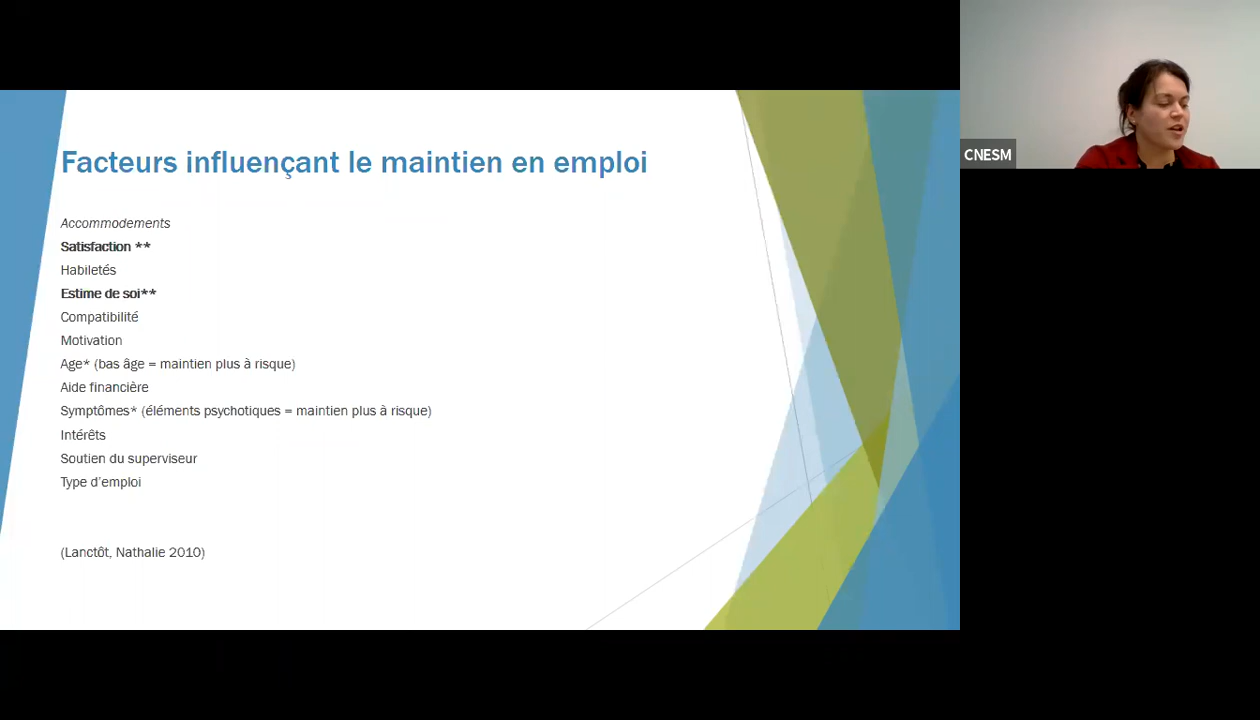 Facteurs influençant le maintien en emploi
Accommodements
Satisfaction **
Habiletés
Estime de soi**
Compatibilité
Motivation
Age* (bas âge = maintien plus à risque)
Aide financière
Symptômes* (éléments psychotiques = maintien plus à risque)
Intérêts
Soutien du superviseur
Type d'emploi
(Lanctôt, Nathalie 2010)
CNESM